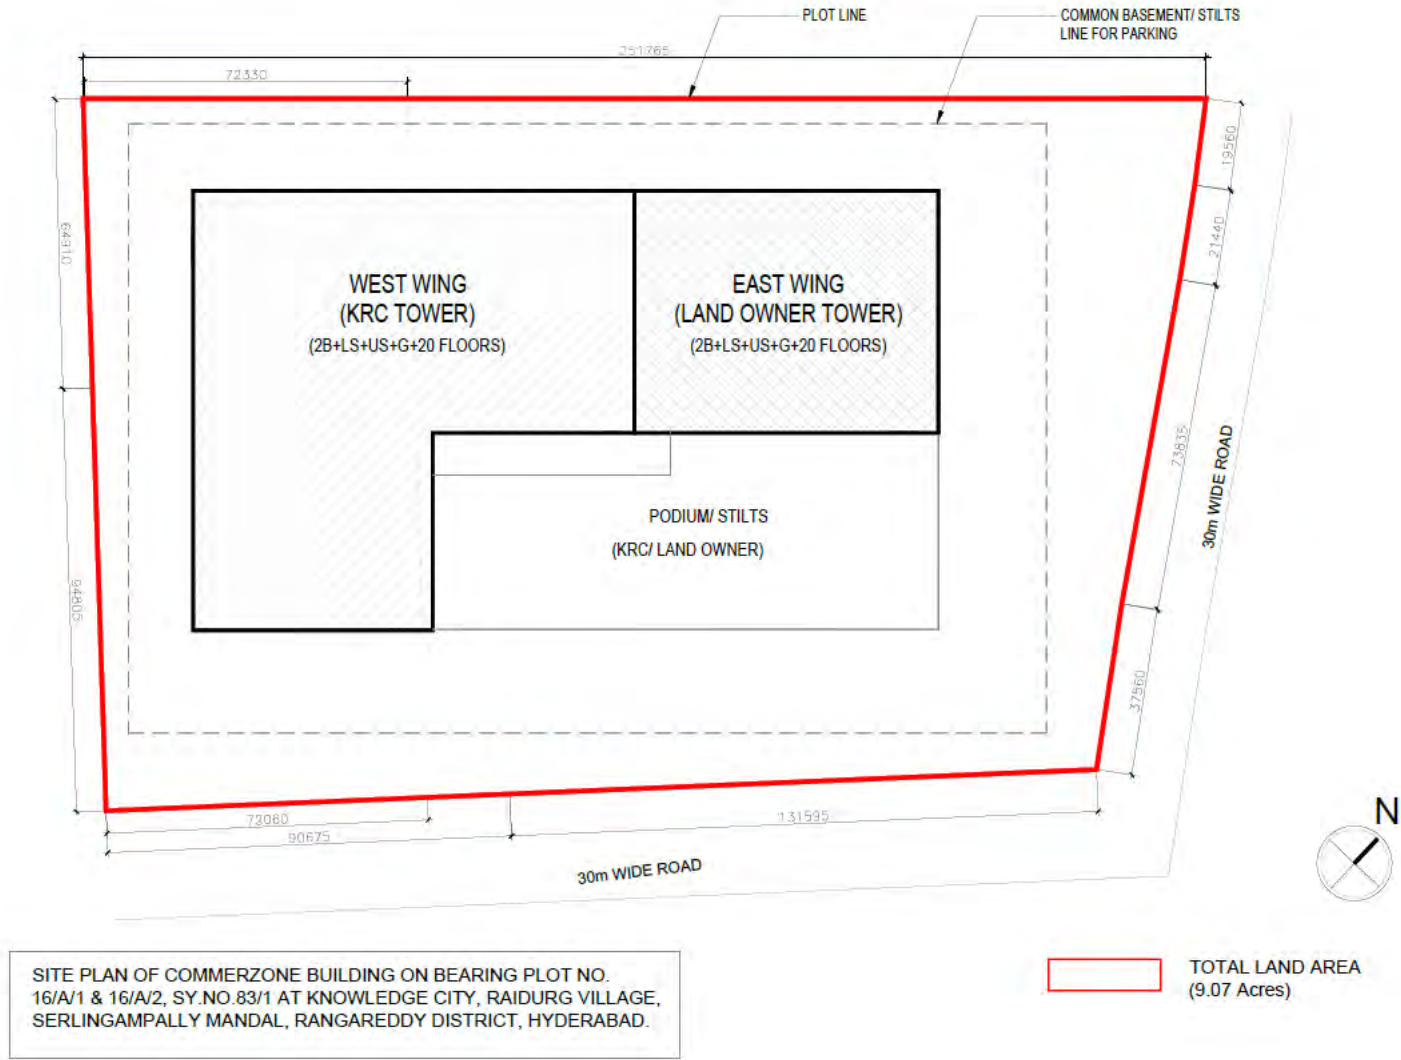 PLOT LINE
COMMON BASEMENT/ STILTS
LINE FOR PARKING
251765
72330
19560
21440
64910
WEST WING
(KRC TOWER)
(2B+LS+US+G+20 FLOORS)
EAST WING
(LAND OWNER TOWER)
(2B+LS+US+G+20 FLOORS)
73835
30m WIDE ROAD
PODIUM/ STILTS
(KRC/ LAND OWNER)
94805
37560
73060
90675
131595
30m WIDE ROAD
N
SITE PLAN OF COMMERZONE BUILDING ON BEARING PLOT NO.
16/A/1 & 16/A/2, SY.NO.83/1 AT KNOWLEDGE CITY, RAIDURG VILLAGE,
SERLINGAMPALLY MANDAL, RANGAREDDY DISTRICT, HYDERABAD.
TOTAL LAND AREA
(9.07 Acres)